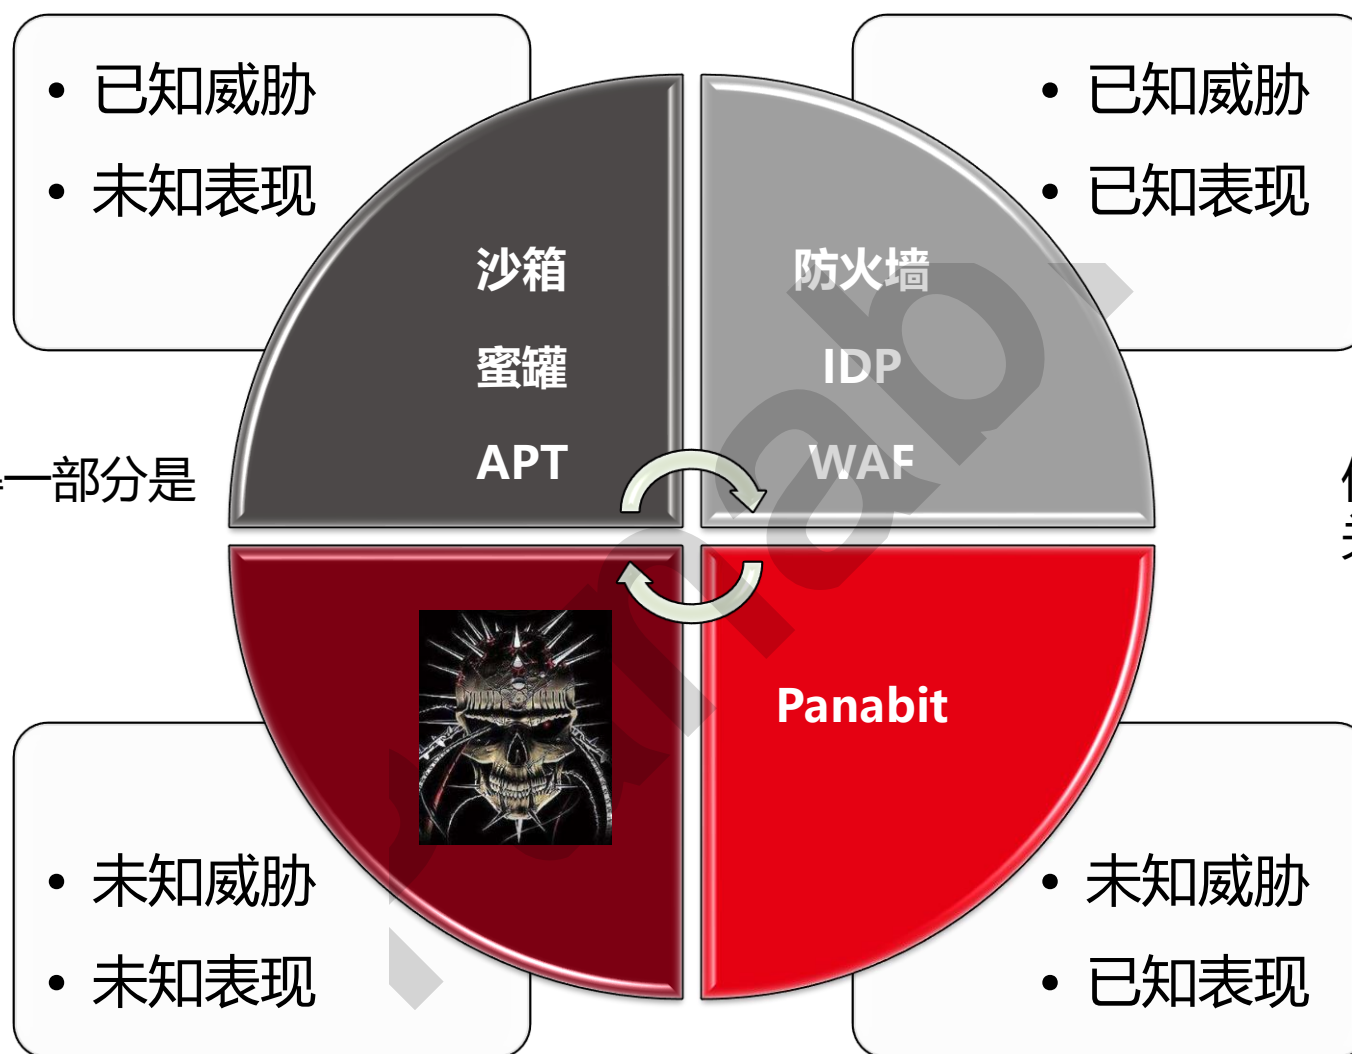 • 已知威胁
• 未知表现
• 已知威胁
• 已知表现
沙箱
蜜罐
APT
防火墙
IDP
WAF
一部分是
Panabit
• 未知威胁
• 未知表现
• 未知威胁
• 已知表现